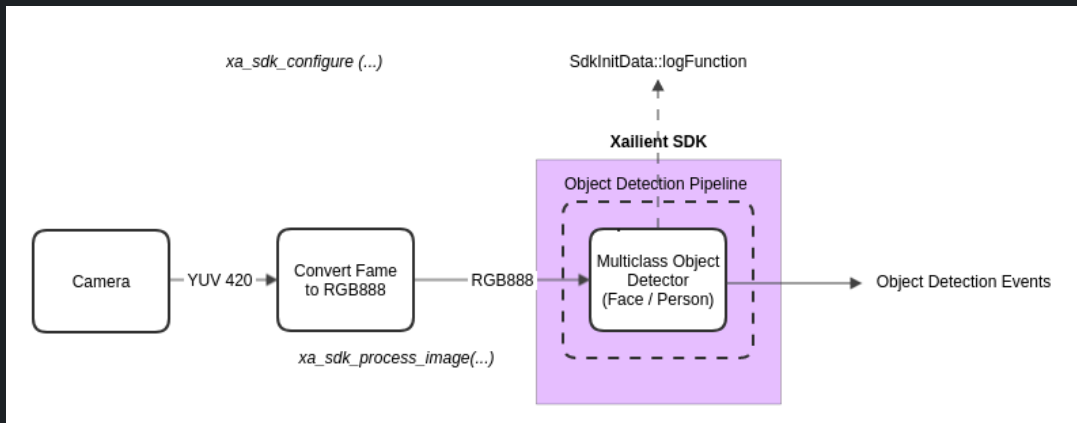 xa_sdk_configure (...)
SdkInitData::logFunction
Xailient SDK
Object Detection Pipeline
Camera
YUV 420
Convert Fame
to RGB888
RGB888
Multiclass Object
Detector
(Face / Person)
Object Detection Events
xa_sdk_process_image(...)